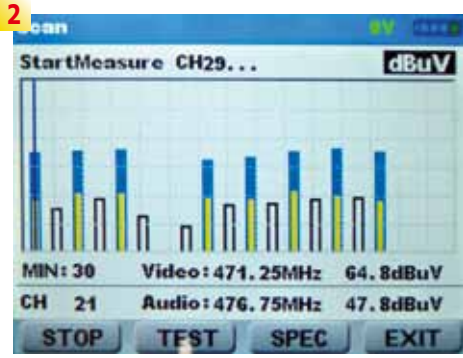 2
Scan 0V
StartMeasure CH29... dBuV
MIN: 30 Video: 471.25MHz 64.8dBuV
CH 21 Audio: 476.75MHz 47.8dBuV
STOP TEST SPEC EXIT